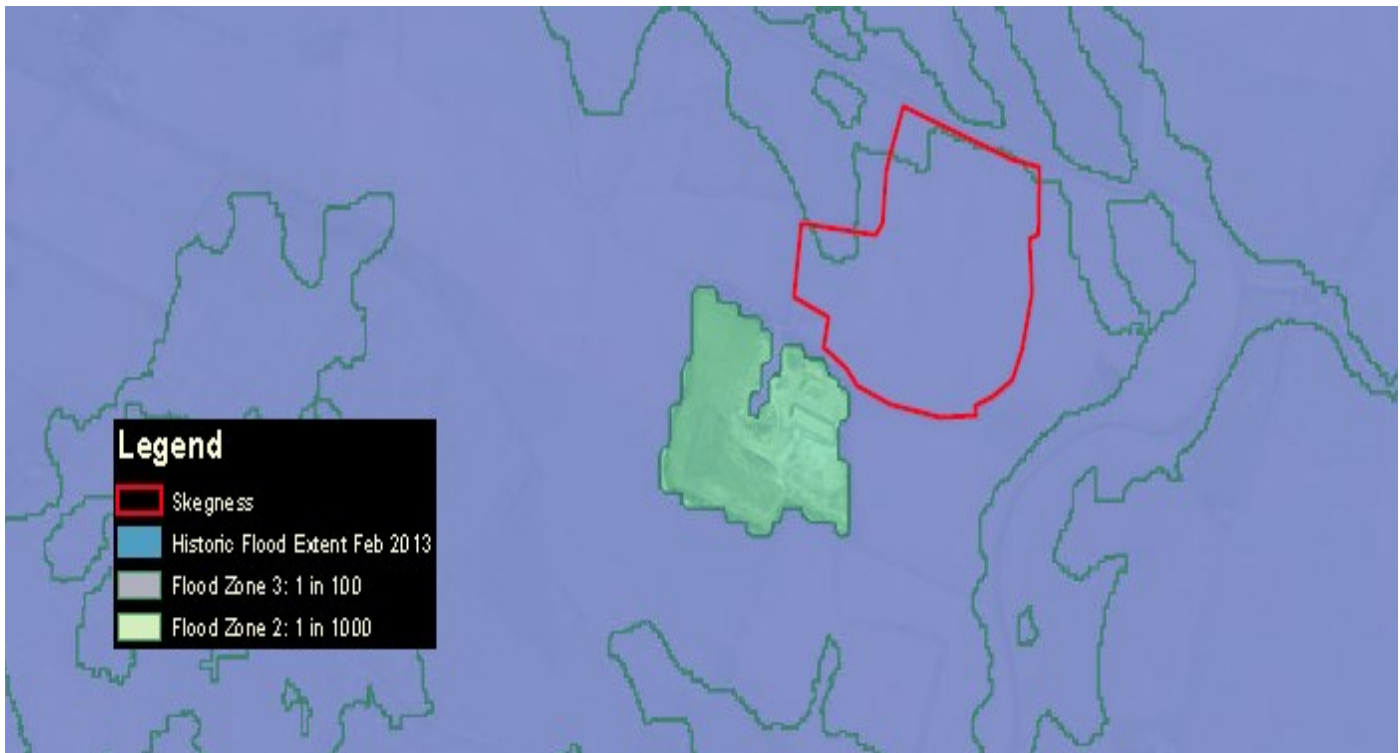 Legend
Skegness
Historic Flood Extent Feb 2013
Flood Zone 3: 1 in 100
Flood Zone 2: 1 in 1000